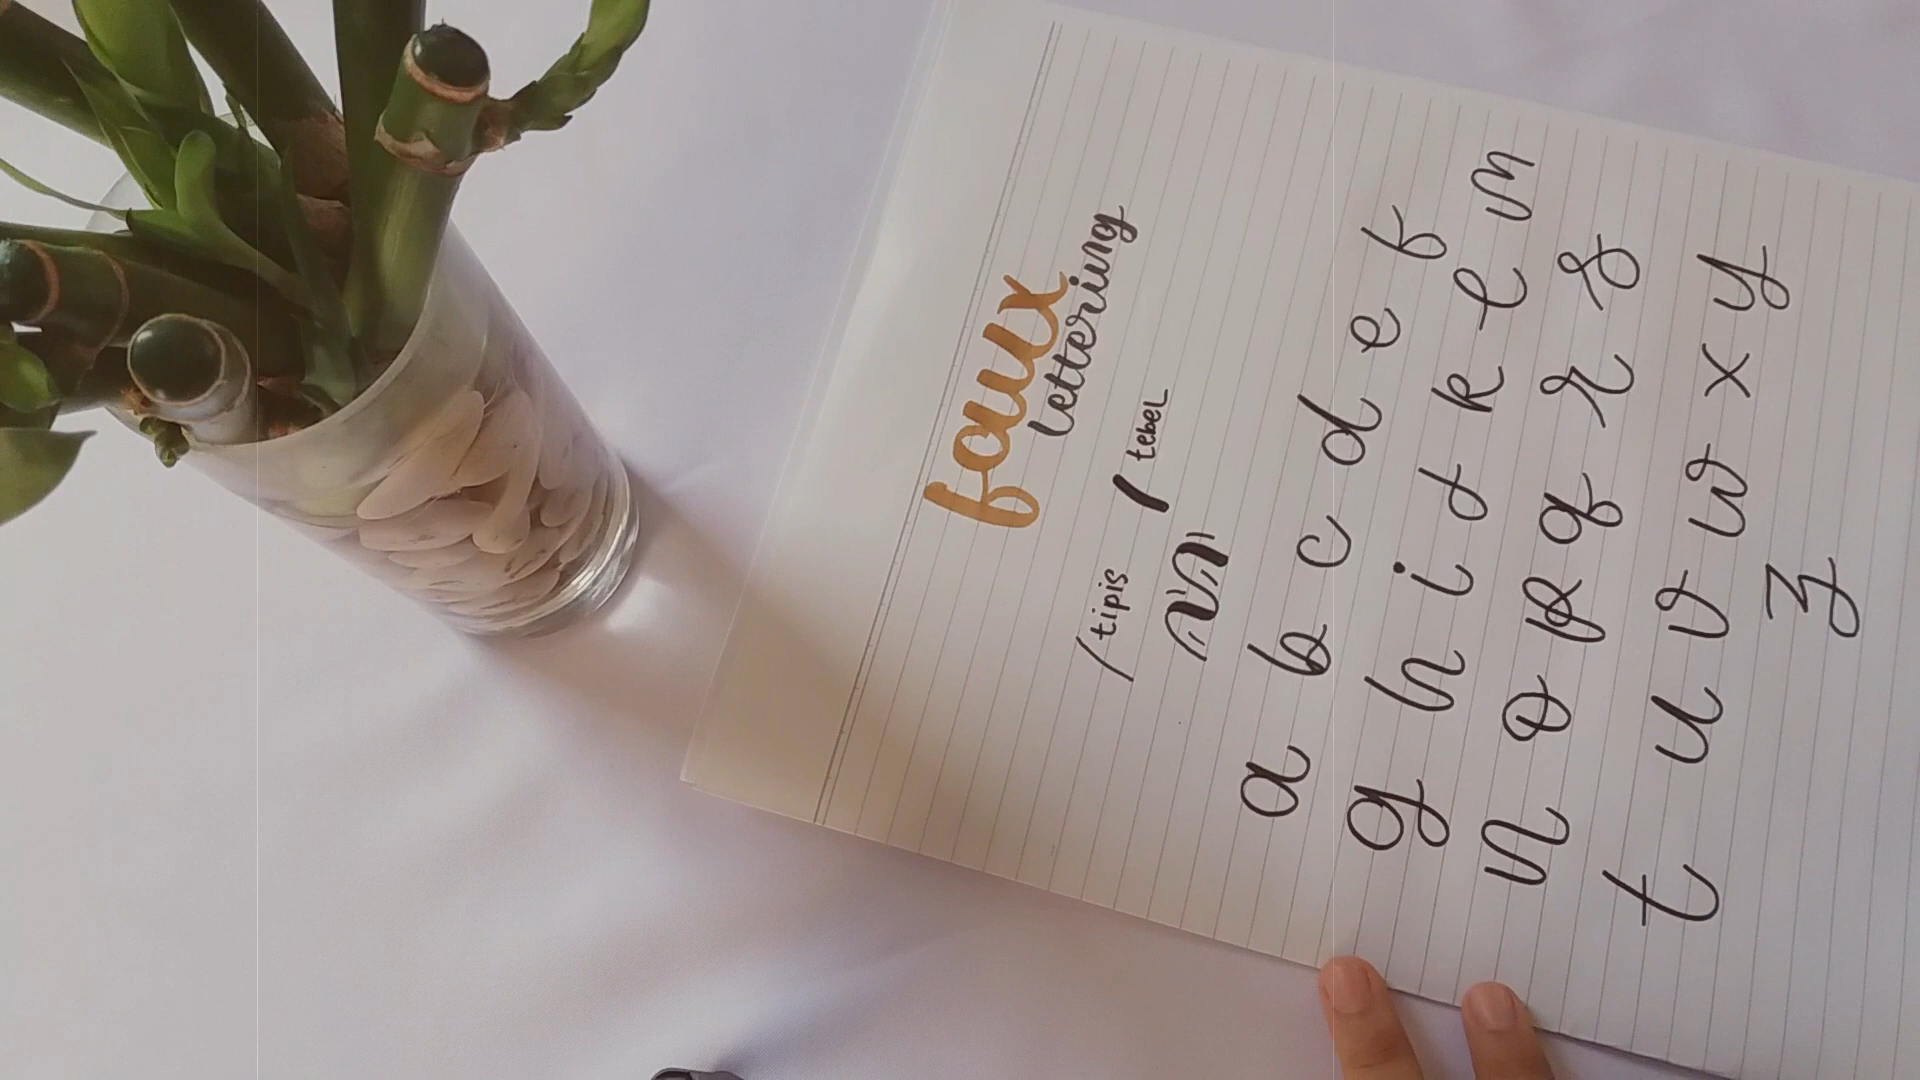 faux
lettering
/ tipis / tebel
a b c d e f
g h i j k l m
n o p q r s
t u v w x y
z